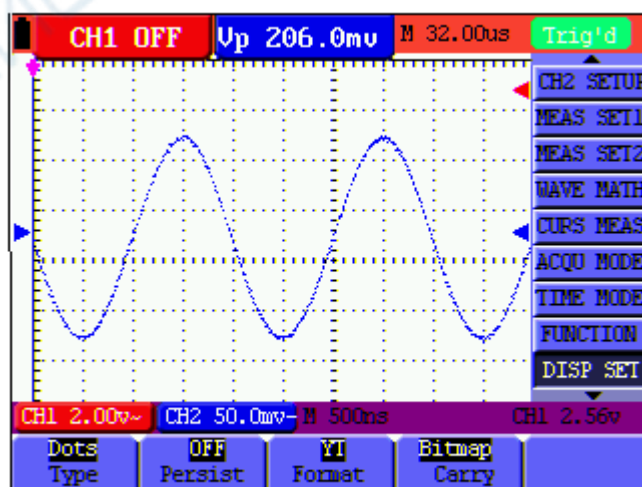 CH1 OFF Vp 206.0mv M 32.00us Trig'd
CH2 SETUP
MEAS SET1
MEAS SET2
WAVE MATH
CURS MEAS
ACQU MODE
TIME MODE
FUNCTION
DISP SET
CH1 2.00v~ CH2 50.0mv- M 500ns CH1 2.56v
Dots OFF YT Bitmap
Type Persist Format Carry